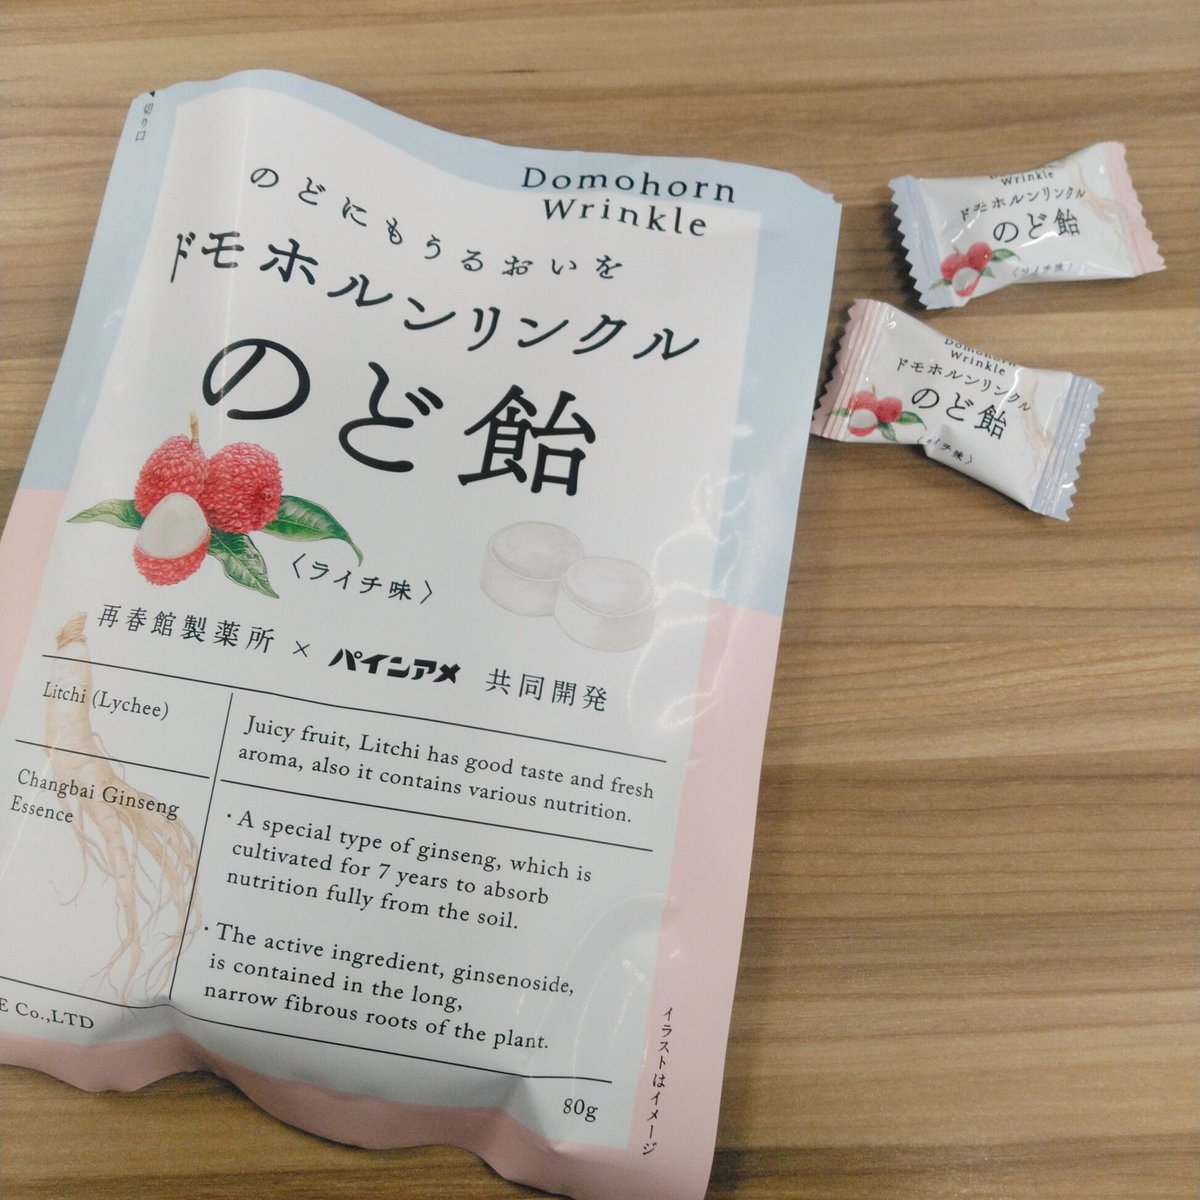 切り口
Domohorn
Wrinkle
のどにもうるおいを
ドモホルンリンクル
のど飴
〈ライチ味〉
再春館製薬所 × パインアメ 共同開発
Litchi (Lychee)
Juicy fruit, Litchi has good taste and fresh
aroma, also it contains various nutrition.
Changbai Ginseng
Essence
・A special type of ginseng, which is
cultivated for 7 years to absorb
nutrition fully from the soil.
・The active ingredient, ginsenoside,
is contained in the long,
narrow fibrous roots of the plant.
Co.,LTD
80g
イラストはイメージ
Wrinkle
ドモホルンリンクル
のど飴
〈ライチ味〉
Domohorn
Wrinkle
ドモホルンリンクル
のど飴
〈ライチ味〉